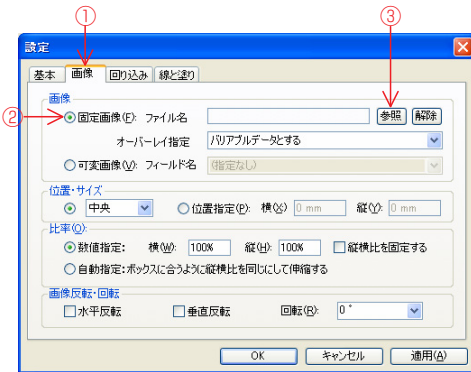 ① ③
設定
基本 画像 回り込み 線と塗り
画像
② 固定画像(F): ファイル名 参照 解除
オーバーレイ指定 バリアブルデータとする
可変画像(V): フィールド名 (指定なし)
位置・サイズ
中央 位置指定(P): 横(X) 0 mm 縦(Y): 0 mm
比率(O):
数値指定: 横(W): 100% 縦(H): 100% 縦横比を固定する
自動指定:ボックスに合うように縦横比を同じにして伸縮する
画像反転・回転
水平反転 垂直反転 回転(R): 0 °
OK キャンセル 適用(A)